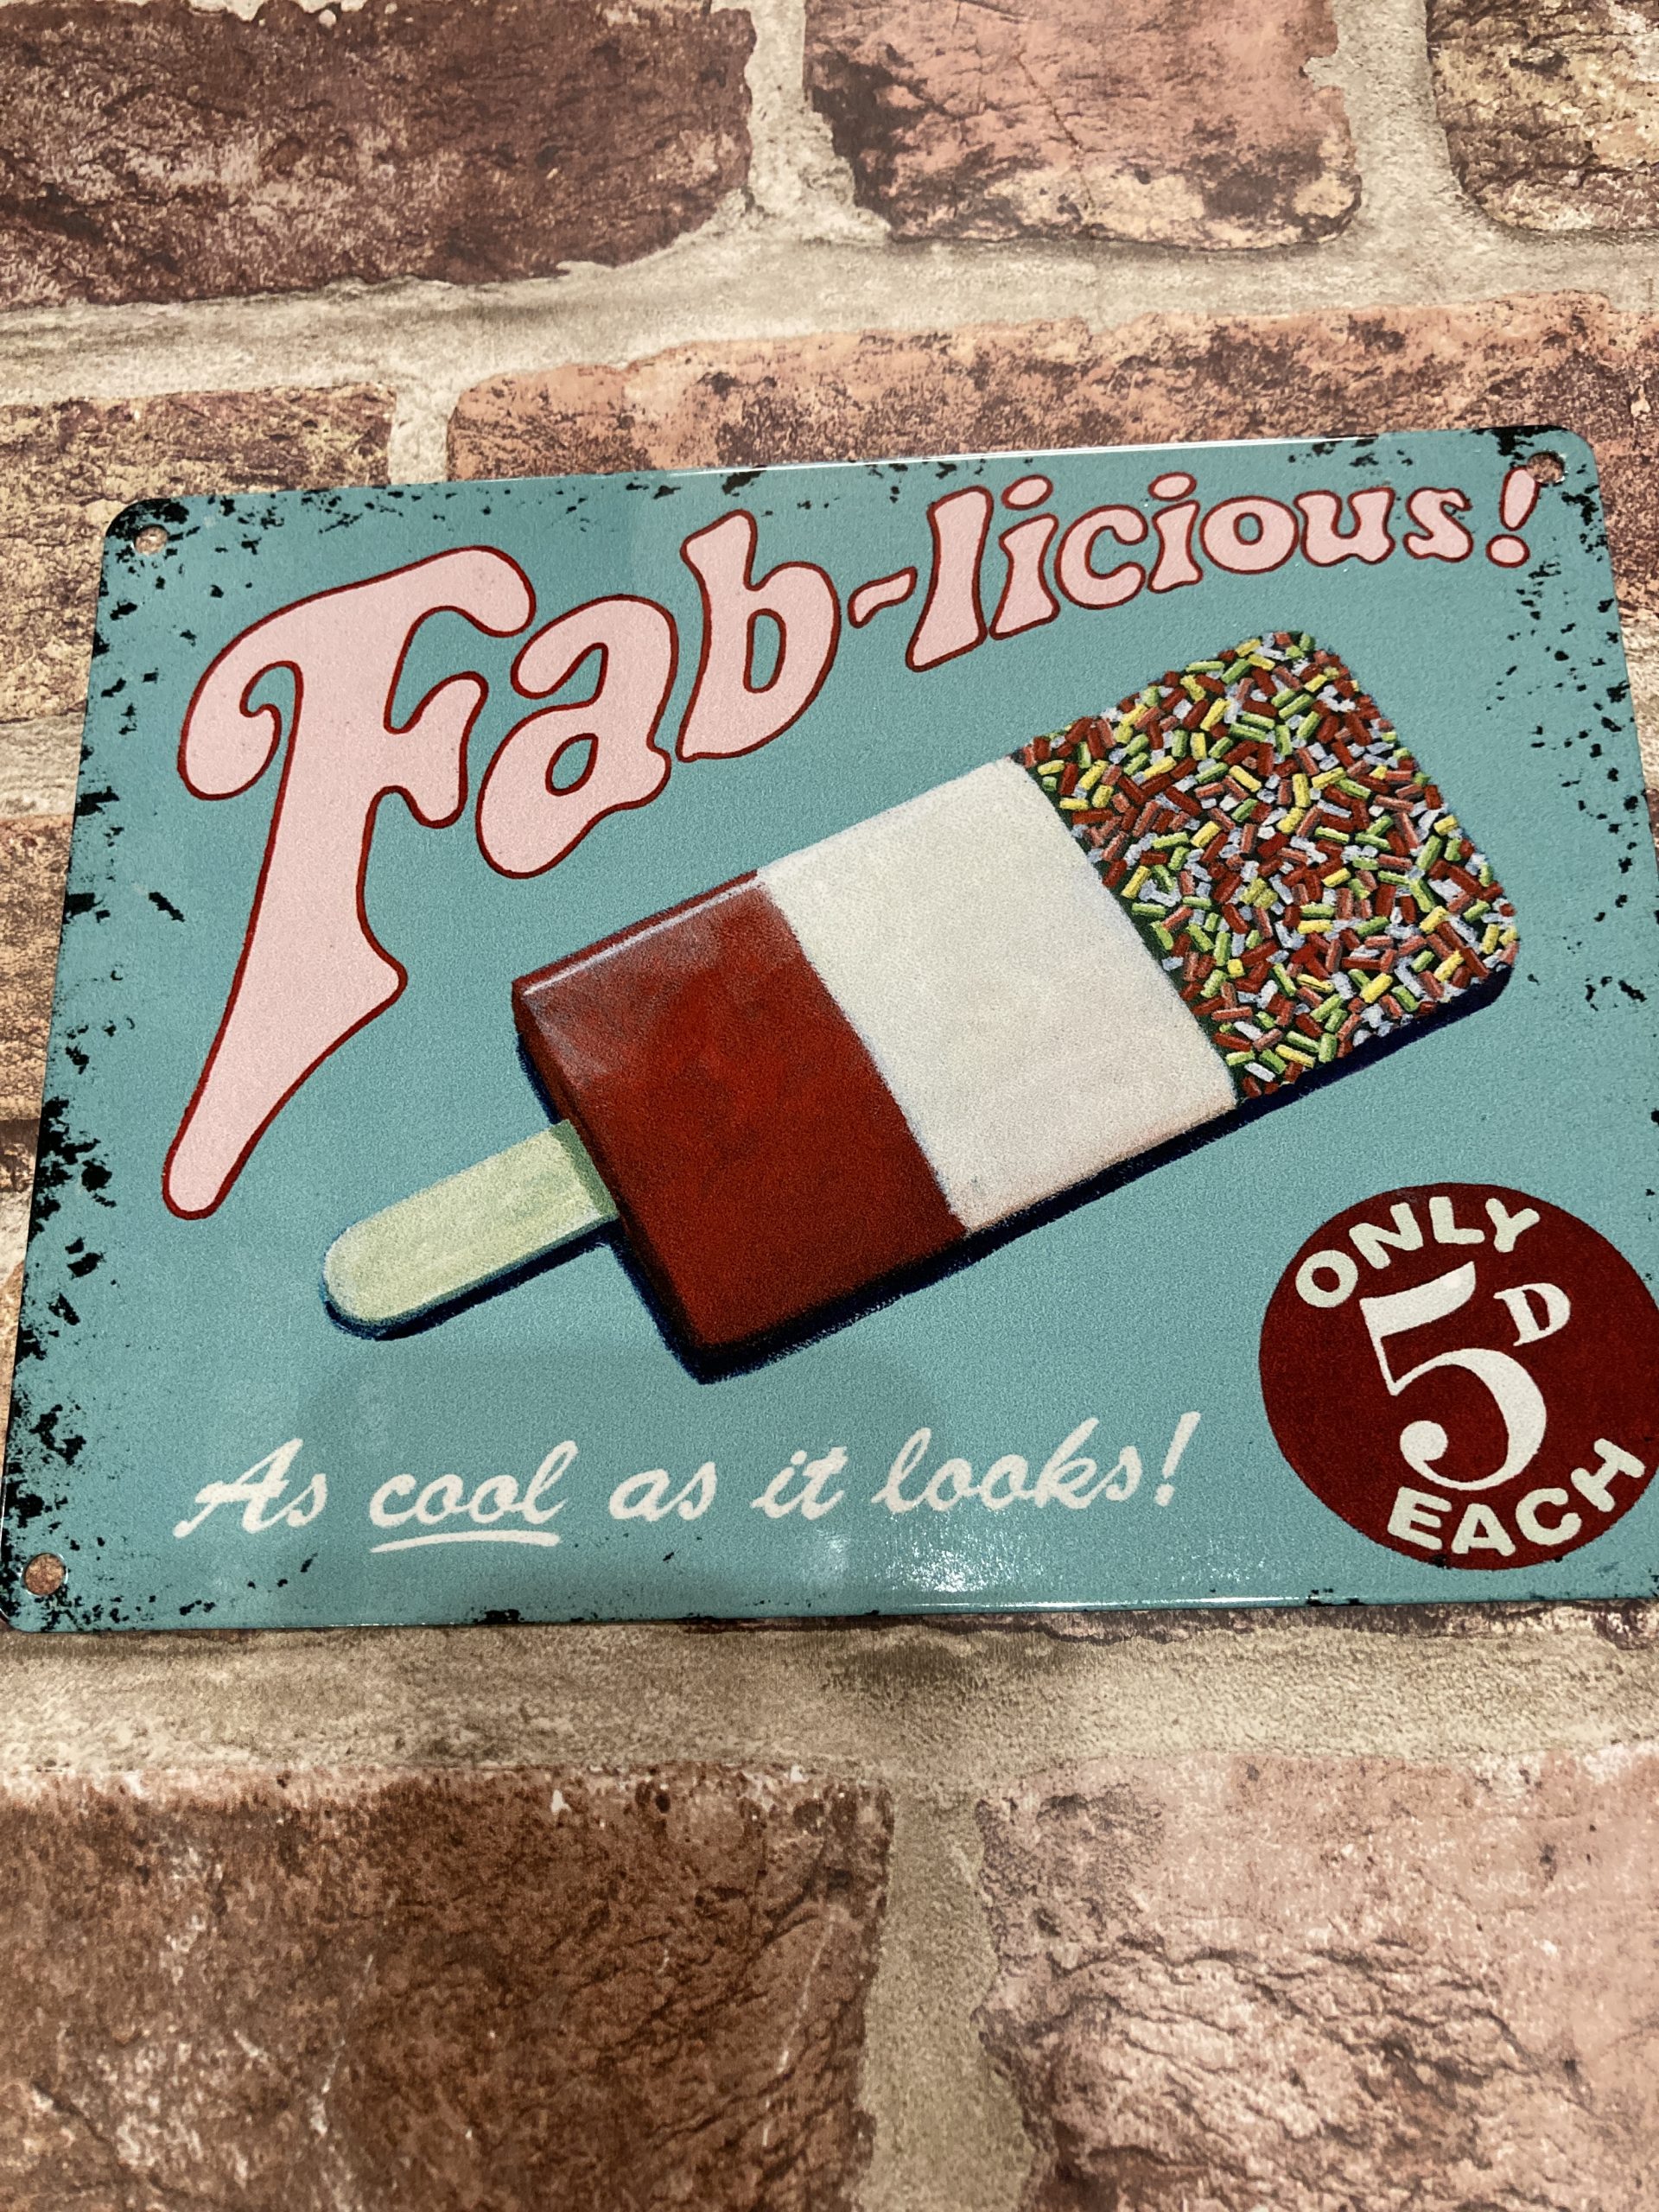 Fab-licious!
ONLY
5D
EACH
As cool as it looks!